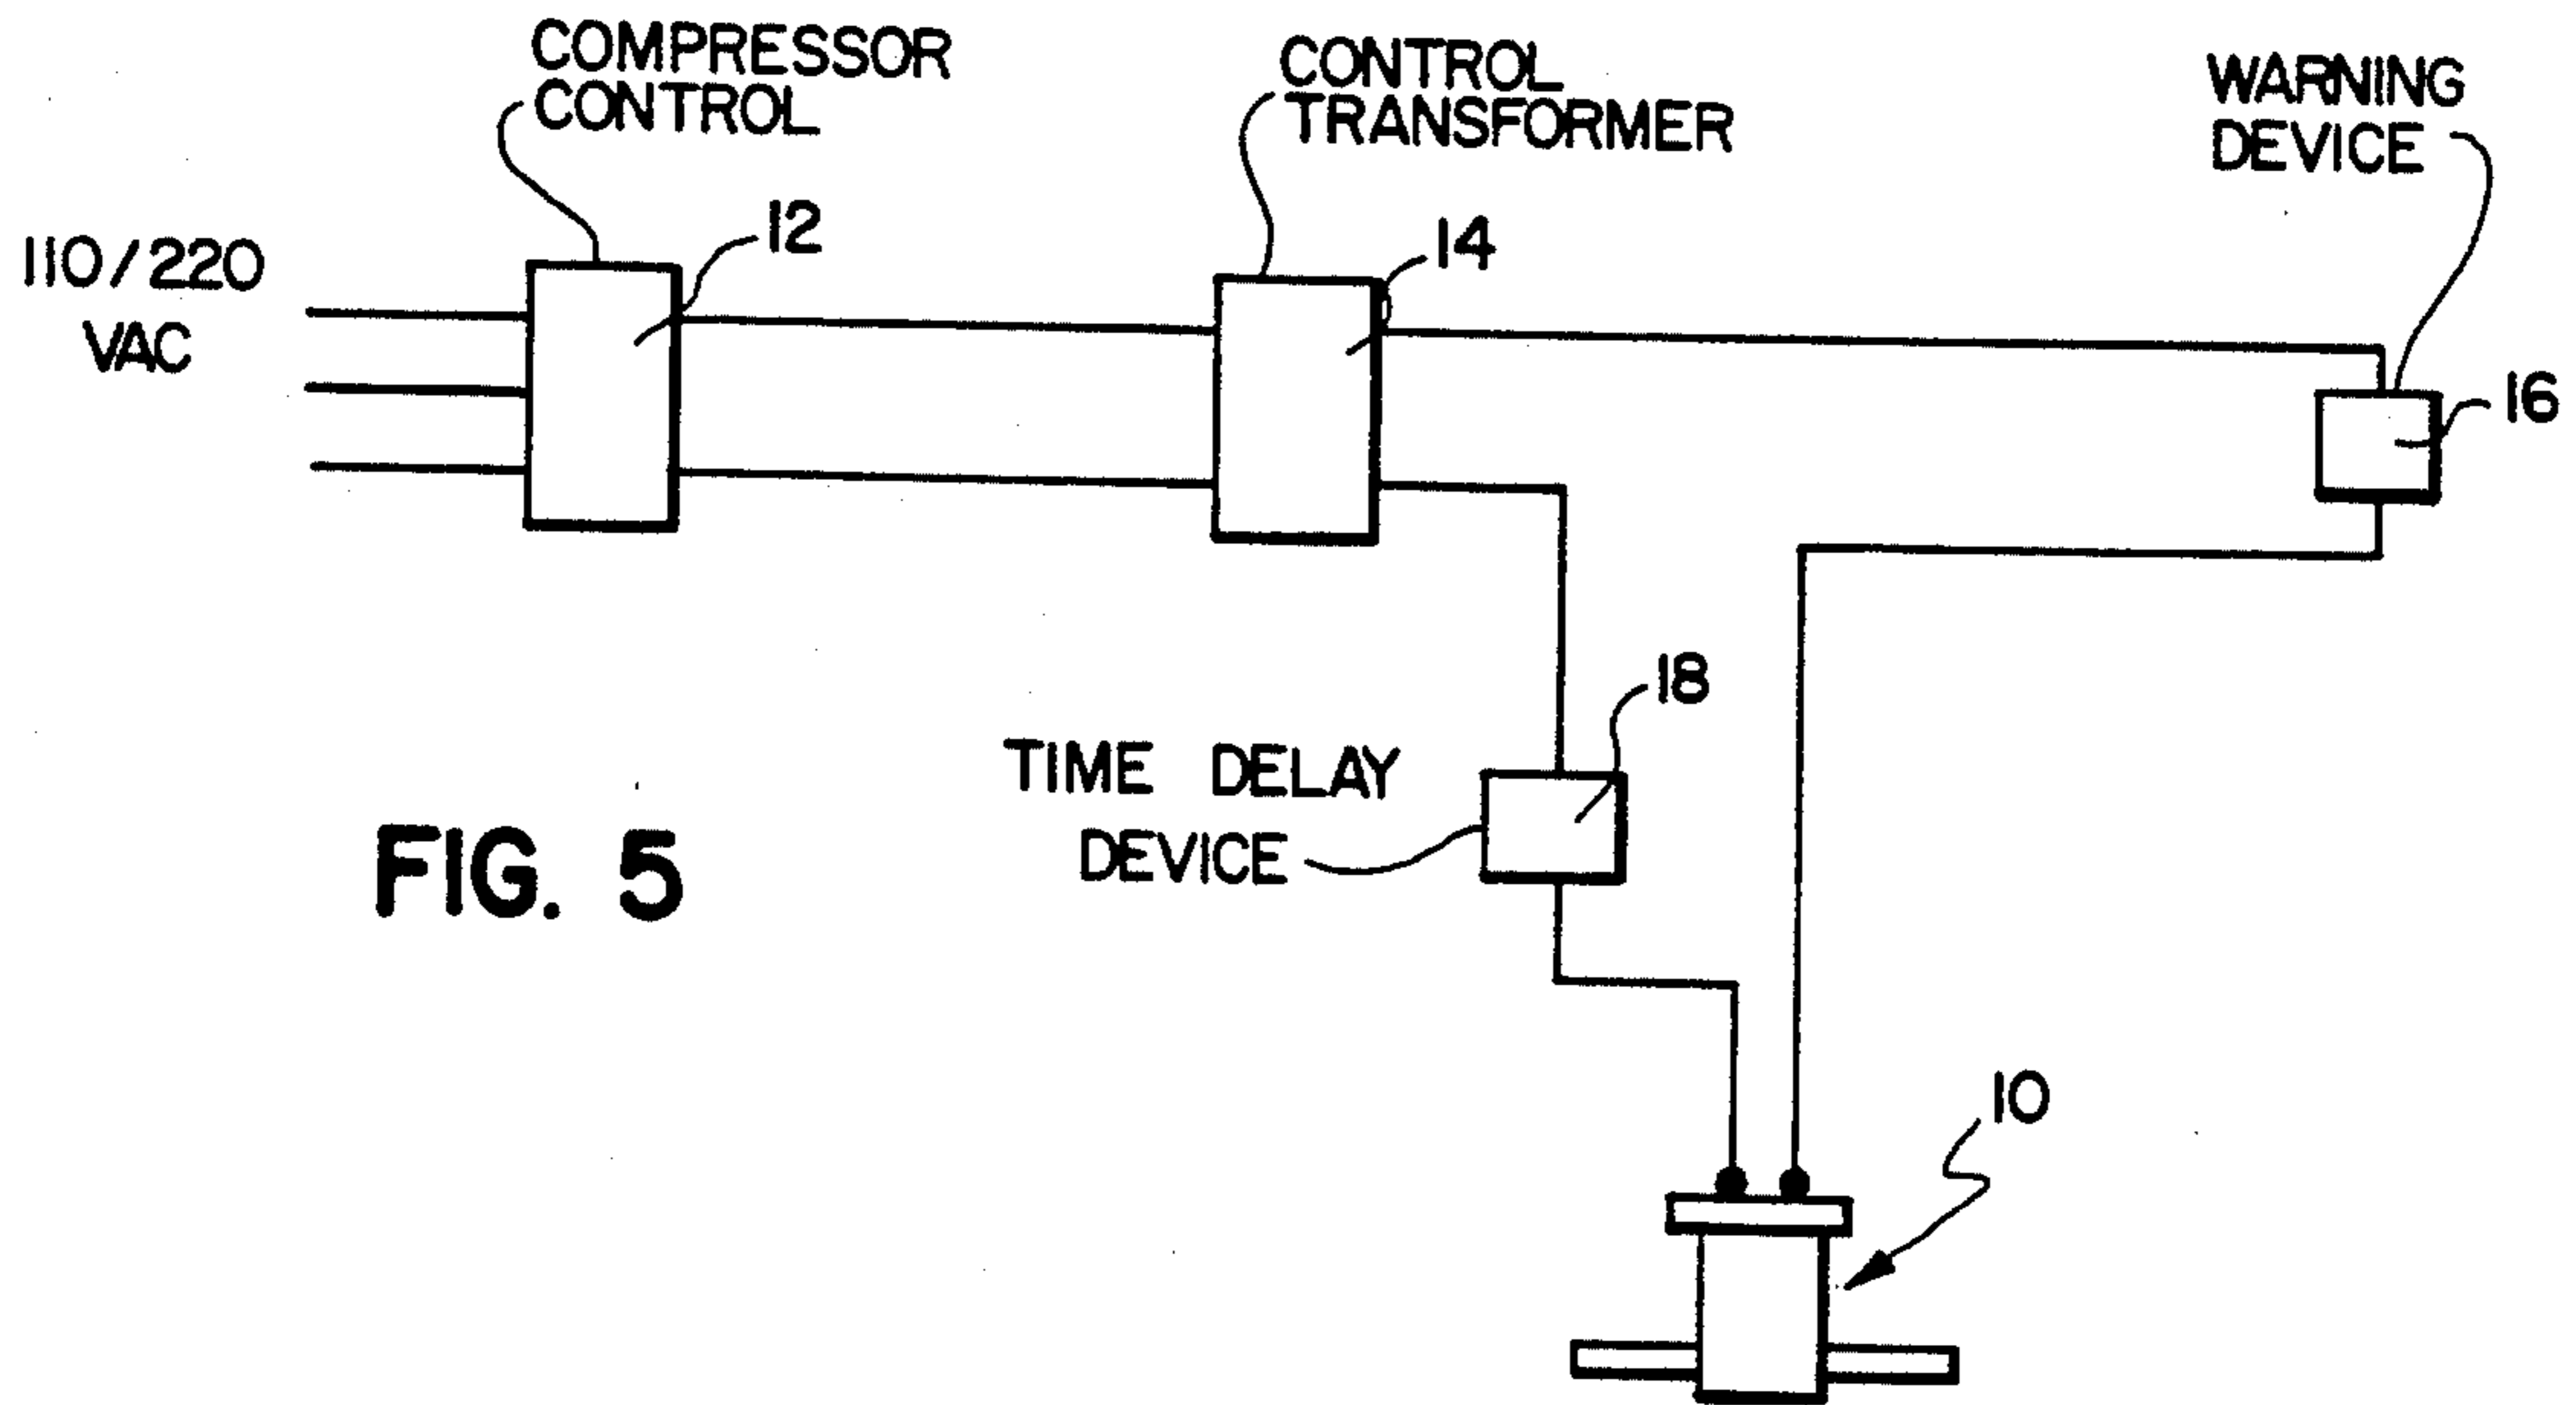 COMPRESSOR
CONTROL
CONTROL
TRANSFORMER
WARNING
DEVICE
12
14
110/220
VAC
16
18
TIME DELAY
DEVICE
FIG. 5
10